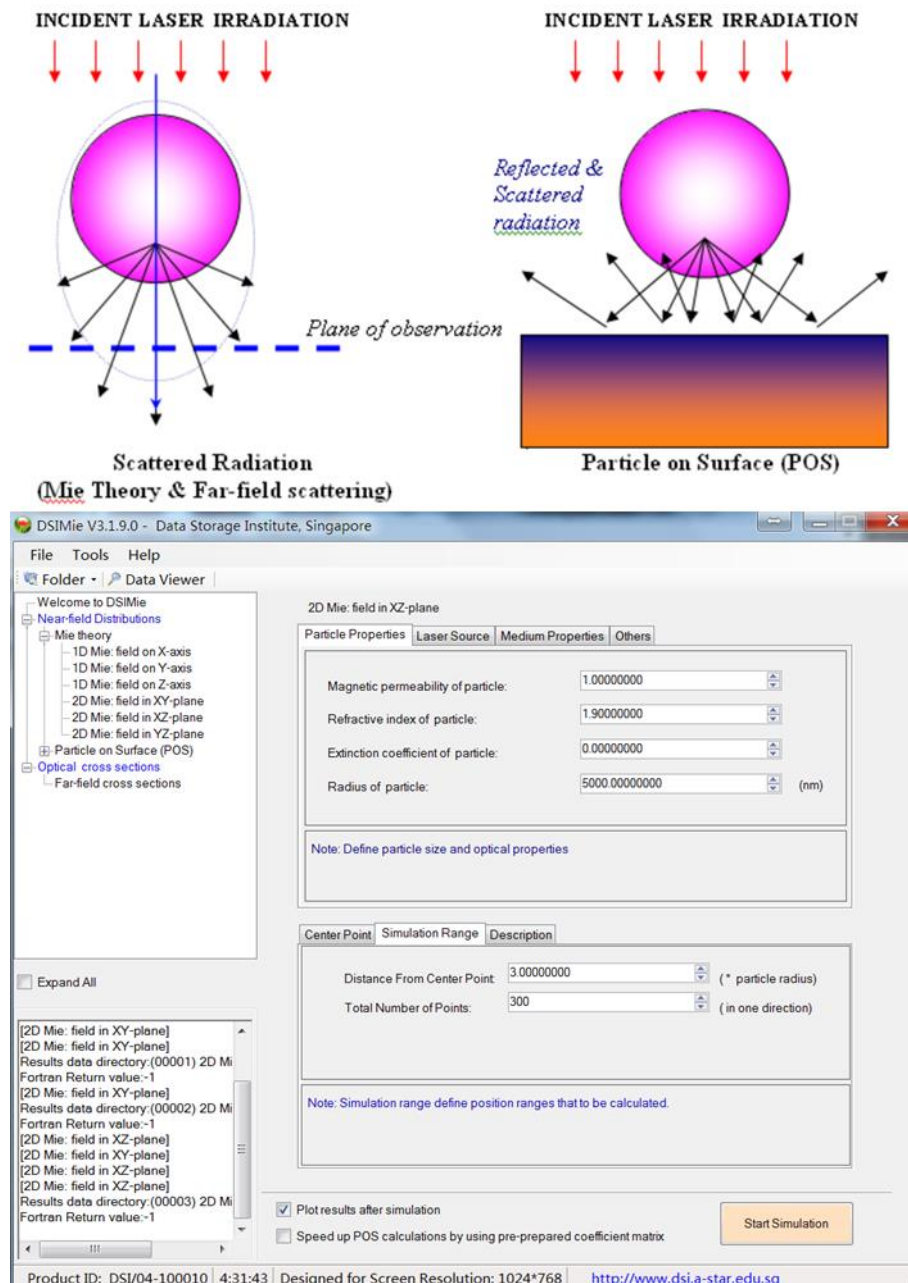 INCIDENT LASER IRRADIATION
INCIDENT LASER IRRADIATION
Reflected &
Scattered
radiation
Plane of observation
Scattered Radiation
(Mie Theory & Far-field scattering)
Particle on Surface (POS)
DSIMie V3.1.9.0 - Data Storage Institute, Singapore
File Tools Help
Folder Data Viewer
Welcome to DSIMie
Near-field Distributions
Mie theory
1D Mie: field on X-axis
1D Mie: field on Y-axis
1D Mie: field on Z-axis
2D Mie: field in XY-plane
2D Mie: field in XZ-plane
2D Mie: field in YZ-plane
Particle on Surface (POS)
Optical cross sections
Far-field cross sections
Expand All
[2D Mie: field in XY-plane]
[2D Mie: field in XY-plane]
Results data directory:(00001) 2D Mi
Fortran Return value:-1
[2D Mie: field in XY-plane]
Results data directory:(00002) 2D Mi
Fortran Return value:-1
[2D Mie: field in XZ-plane]
[2D Mie: field in XY-plane]
[2D Mie: field in XZ-plane]
[2D Mie: field in XZ-plane]
Results data directory:(00003) 2D Mi
Fortran Return value:-1
2D Mie: field in XZ-plane
Particle Properties Laser Source Medium Properties Others
Magnetic permeability of particle: 1.00000000
Refractive index of particle: 1.90000000
Extinction coefficient of particle: 0.00000000
Radius of particle: 5000.00000000 (nm)
Note: Define particle size and optical properties
Center Point Simulation Range Description
Distance From Center Point: 3.00000000 (* particle radius)
Total Number of Points: 300 ( in one direction)
Note: Simulation range define position ranges that to be calculated.
Plot results after simulation
Speed up POS calculations by using pre-prepared coefficient matrix
Start Simulation
Product ID: DSI/04-100010 4:31:43 Designed for Screen Resolution: 1024*768 http://www.dsi.a-star.edu.sg